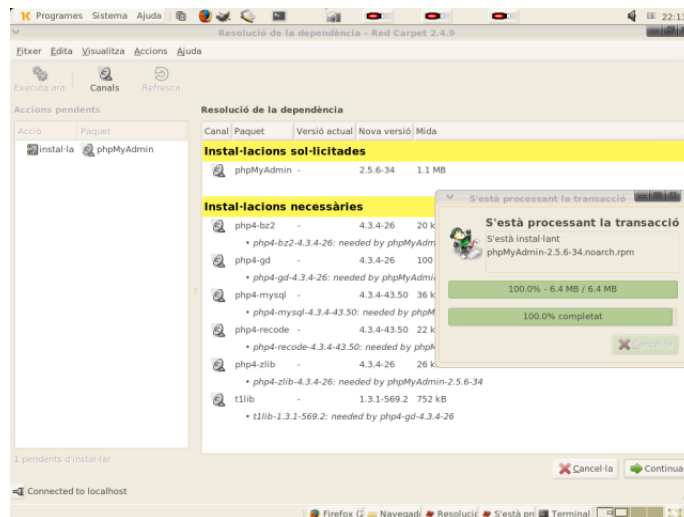 Programes Sistema Ajuda
22:13
Resolució de la dependència - Red Carpet 2.4.9
Fitxer Edita Visualitza Accions Ajuda
Executa ara Canals Refresca
Accions pendents
Acció Paquet
instal·la phpMyAdmin
1 pendents d'instal·lar
Resolució de la dependència
Canal Paquet Versió actual Nova versió Mida
Instal·lacions sol·licitades
phpMyAdmin - 2.5.6-34 1.1 MB
Instal·lacions necessàries
php4-bz2 - 4.3.4-26 20 k
• php4-bz2-4.3.4-26: needed by phpMyAdm
php4-gd - 4.3.4-26 100
• php4-gd-4.3.4-26: needed by phpMyAdmi
php4-mysql - 4.3.4-43.50 36 k
• php4-mysql-4.3.4-43.50: needed by phpM
php4-recode - 4.3.4-43.50 22 k
• php4-recode-4.3.4-43.50: needed by phpM
php4-zlib - 4.3.4-26 26 k
• php4-zlib-4.3.4-26: needed by phpMyAdmin-2.5.6-34
t1lib - 1.3.1-569.2 752 kB
• t1lib-1.3.1-569.2: needed by php4-gd-4.3.4-26
S'està processant la transacció
S'està processant la transacció
S'està instal·lant
phpMyAdmin-2.5.6-34.noarch.rpm
100.0% - 6.4 MB / 6.4 MB
100.0% completat
Cancel·la
Cancel·la Continua
Connected to localhost
Firefox Navegad Resoluci S'està pro Terminal